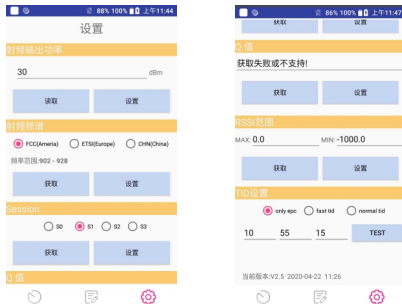 88% 100% 上午11:44
设置
射频输出功率
30 dBm
读取 设置
射频频谱
FCC(Ameria) ETSI(Europe) CHN(China)
频率范围:902 - 928
获取 设置
Session
S0 S1 S2 S3
获取 设置
Q 值
86% 100% 上午11:47
获取 设置
Q 值
获取失败或不支持!
获取 设置
RSSI范围
MAX: 0.0 MIN: -1000.0
获取 设置
TID设置
only epc fast tid normal tid
10 55 15 TEST
当前版本:V2.5 2020-04-22 11:26